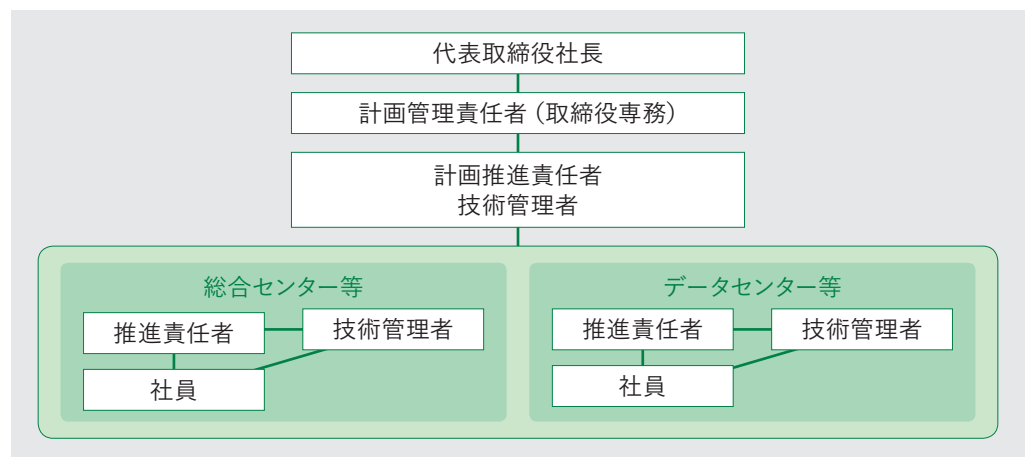 代表取締役社長
計画管理責任者（取締役専務）
計画推進責任者
技術管理者
総合センター等
推進責任者
技術管理者
社員
データセンター等
推進責任者
技術管理者
社員